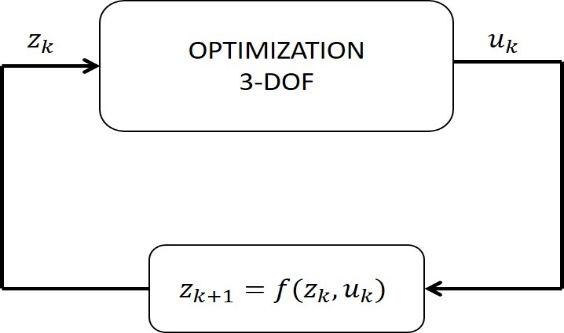 z_k
OPTIMIZATION
3-DOF
u_k
z_{k+1} = f(z_k, u_k)